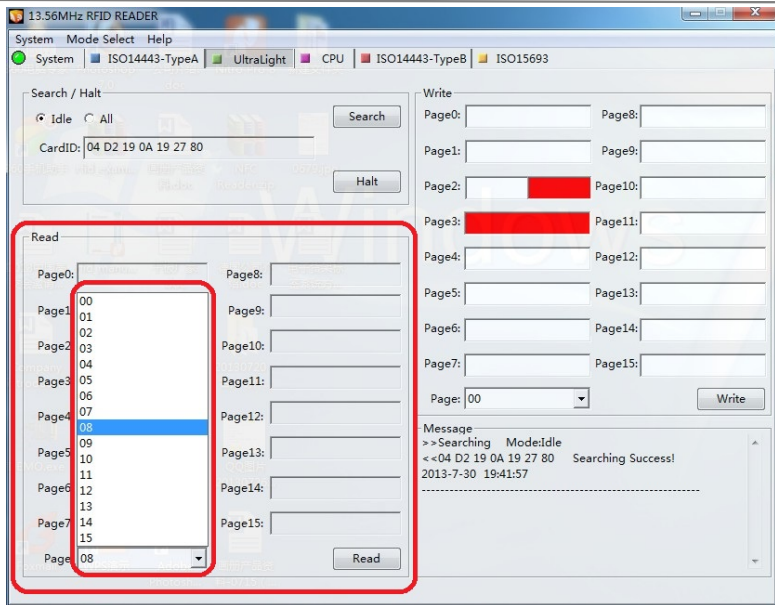 13.56MHz RFID READER
System Mode Select Help
System ISO14443-TypeA UltraLight CPU ISO14443-TypeB ISO15693
Search / Halt
Idle All
Search
CardID: 04 D2 19 0A 19 27 80
Halt
Read
Page0:
Page1
Page2
Page3
Page4
Page5
Page6
Page7
00
01
02
03
04
05
06
07
08
09
10
11
12
13
14
15
Page8:
Page9:
Page10:
Page11:
Page12:
Page13:
Page14:
Page15:
Page 08
Read
Write
Page0:
Page1:
Page2:
Page3:
Page4:
Page5:
Page6:
Page7:
Page8:
Page9:
Page10:
Page11:
Page12:
Page13:
Page14:
Page15:
Page: 00
Write
Message
>>Searching Mode:Idle
<<04 D2 19 0A 19 27 80 Searching Success!
2013-7-30 19:41:57
Windows